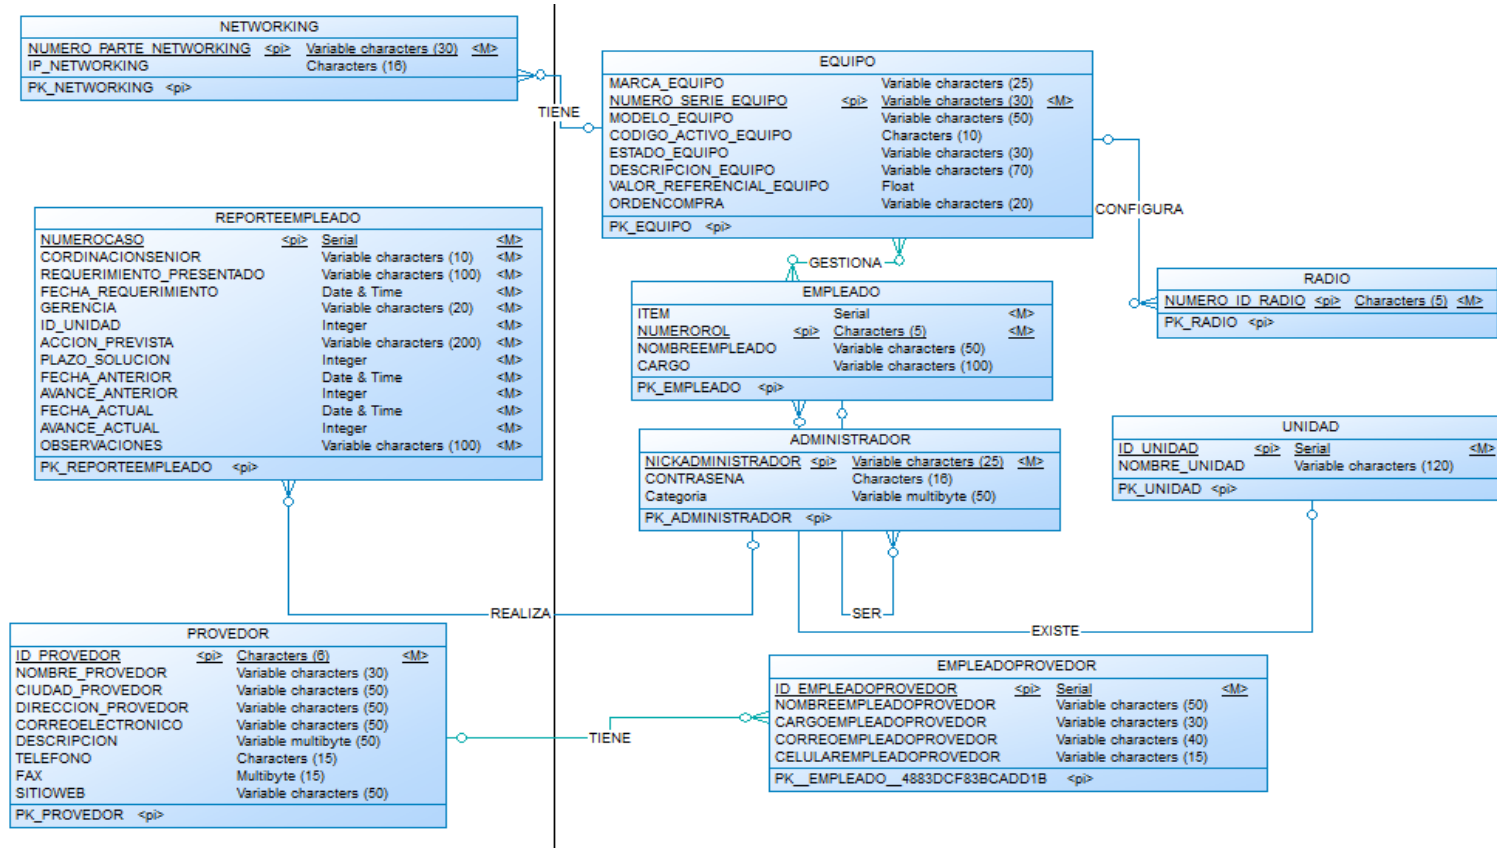 NETWORKING
NUMERO_PARTE_NETWORKING <pi> Variable characters (30) <M>
IP_NETWORKING Characters (16)
PK_NETWORKING <pi>
TIENE
EQUIPO
MARCA_EQUIPO Variable characters (25)
NUMERO_SERIE_EQUIPO <pi> Variable characters (30) <M>
MODELO_EQUIPO Variable characters (50)
CODIGO_ACTIVO_EQUIPO Characters (10)
ESTADO_EQUIPO Variable characters (30)
DESCRIPCION_EQUIPO Variable characters (70)
VALOR_REFERENCIAL_EQUIPO Float
ORDENCOMPRA Variable characters (20)
PK_EQUIPO <pi>
CONFIGURA
GESTIONA
REPORTEEMPLEADO
NUMEROCASO <pi> Serial <M>
CORDINACIONSENIOR Variable characters (10) <M>
REQUERIMIENTO_PRESENTADO Variable characters (100) <M>
FECHA_REQUERIMIENTO Date & Time <M>
GERENCIA Variable characters (20) <M>
ID_UNIDAD Integer <M>
ACCION_PREVISTA Variable characters (200) <M>
PLAZO_SOLUCION Integer <M>
FECHA_ANTERIOR Date & Time <M>
AVANCE_ANTERIOR Integer <M>
FECHA_ACTUAL Date & Time <M>
AVANCE_ACTUAL Integer <M>
OBSERVACIONES Variable characters (100) <M>
PK_REPORTEEMPLEADO <pi>
RADIO
NUMERO_ID_RADIO <pi> Characters (5) <M>
PK_RADIO <pi>
EMPLEADO
ITEM Serial <M>
NUMEROROL <pi> Characters (5) <M>
NOMBREEMPLEADO Variable characters (50)
CARGO Variable characters (100)
PK_EMPLEADO <pi>
ADMINISTRADOR
NICKADMINISTRADOR <pi> Variable characters (25) <M>
CONTRASENA Characters (16)
Categoria Variable multibyte (50)
PK_ADMINISTRADOR <pi>
UNIDAD
ID_UNIDAD <pi> Serial <M>
NOMBRE_UNIDAD Variable characters (120)
PK_UNIDAD <pi>
REALIZA
SER
EXISTE
PROVEDOR
ID_PROVEDOR <pi> Characters (6) <M>
NOMBRE_PROVEDOR Variable characters (30)
CIUDAD_PROVEDOR Variable characters (50)
DIRECCION_PROVEDOR Variable characters (50)
CORREOELECTRONICO Variable characters (50)
DESCRIPCION Variable multibyte (50)
TELEFONO Characters (15)
FAX Multibyte (15)
SITIOWEB Variable characters (50)
PK_PROVEDOR <pi>
TIENE
EMPLEADOPROVEDOR
ID_EMPLEADOPROVEDOR <pi> Serial <M>
NOMBREEMPLEADOPROVEDOR Variable characters (50)
CARGOEMPLEADOPROVEDOR Variable characters (30)
CORREOEMPLEADOPROVEDOR Variable characters (40)
CELULAREMPLEADOPROVEDOR Variable characters (15)
PK__EMPLEADO__4883DCF83BCADD1B <pi>